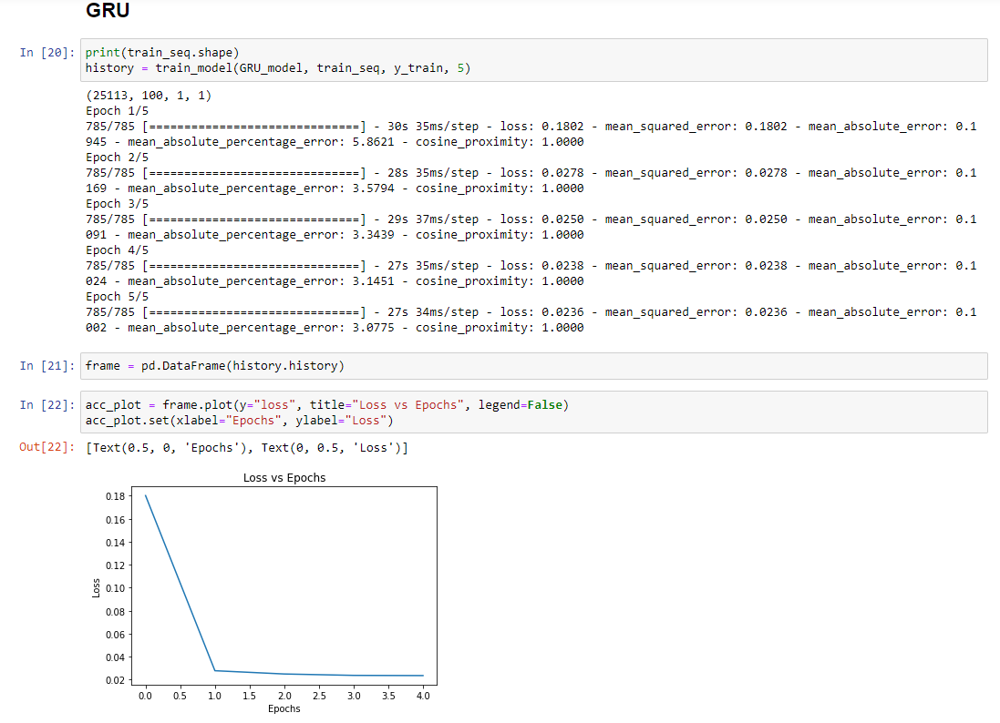 GRU
In [20]: print(train_seq.shape)
history = train_model(GRU_model, train_seq, y_train, 5)
(25113, 100, 1, 1)
Epoch 1/5
785/785 [==============================] - 30s 35ms/step - loss: 0.1802 - mean_squared_error: 0.1802 - mean_absolute_error: 0.1
945 - mean_absolute_percentage_error: 5.8621 - cosine_proximity: 1.0000
Epoch 2/5
785/785 [==============================] - 28s 35ms/step - loss: 0.0278 - mean_squared_error: 0.0278 - mean_absolute_error: 0.1
169 - mean_absolute_percentage_error: 3.5794 - cosine_proximity: 1.0000
Epoch 3/5
785/785 [==============================] - 29s 37ms/step - loss: 0.0250 - mean_squared_error: 0.0250 - mean_absolute_error: 0.1
091 - mean_absolute_percentage_error: 3.3439 - cosine_proximity: 1.0000
Epoch 4/5
785/785 [==============================] - 27s 35ms/step - loss: 0.0238 - mean_squared_error: 0.0238 - mean_absolute_error: 0.1
024 - mean_absolute_percentage_error: 3.1451 - cosine_proximity: 1.0000
Epoch 5/5
785/785 [==============================] - 27s 34ms/step - loss: 0.0236 - mean_squared_error: 0.0236 - mean_absolute_error: 0.1
002 - mean_absolute_percentage_error: 3.0775 - cosine_proximity: 1.0000
In [21]: frame = pd.DataFrame(history.history)
In [22]: acc_plot = frame.plot(y="loss", title="Loss vs Epochs", legend=False)
acc_plot.set(xlabel="Epochs", ylabel="Loss")
Out[22]: [Text(0.5, 0, 'Epochs'), Text(0, 0.5, 'Loss')]
Loss vs Epochs
0.18
0.16
0.14
0.12
0.10
0.08
0.06
0.04
0.02
Loss
0.0 0.5 1.0 1.5 2.0 2.5 3.0 3.5 4.0
Epochs